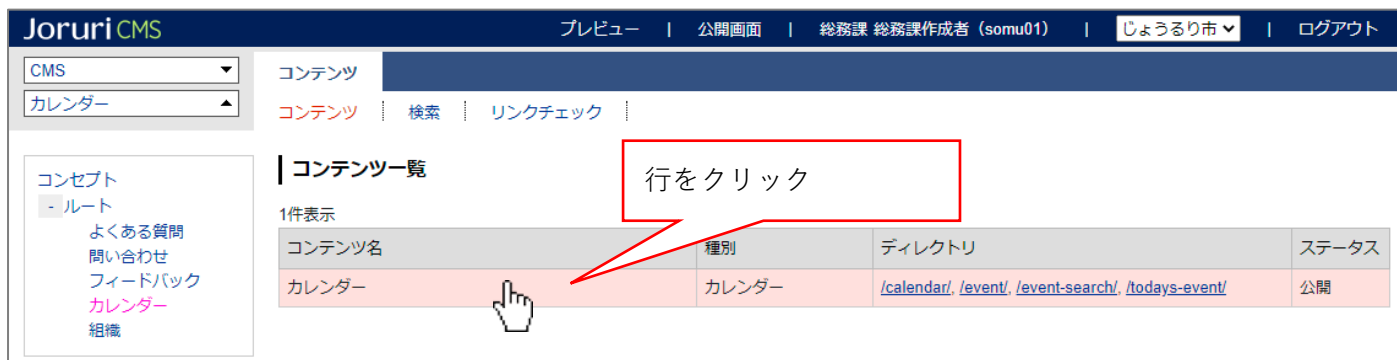 Joruri CMS
プレビュー | 公開画面 | 総務課 総務課作成者（somu01） | じょうるり市 | ログアウト
CMS
カレンダー
コンテンツ
コンテンツ 検索 リンクチェック
コンセプト
- ルート
よくある質問
問い合わせ
フィードバック
カレンダー
組織
コンテンツ一覧
行をクリック
1件表示
コンテンツ名 種別 ディレクトリ ステータス
カレンダー カレンダー /calendar/, /event/, /event-search/, /todays-event/ 公開